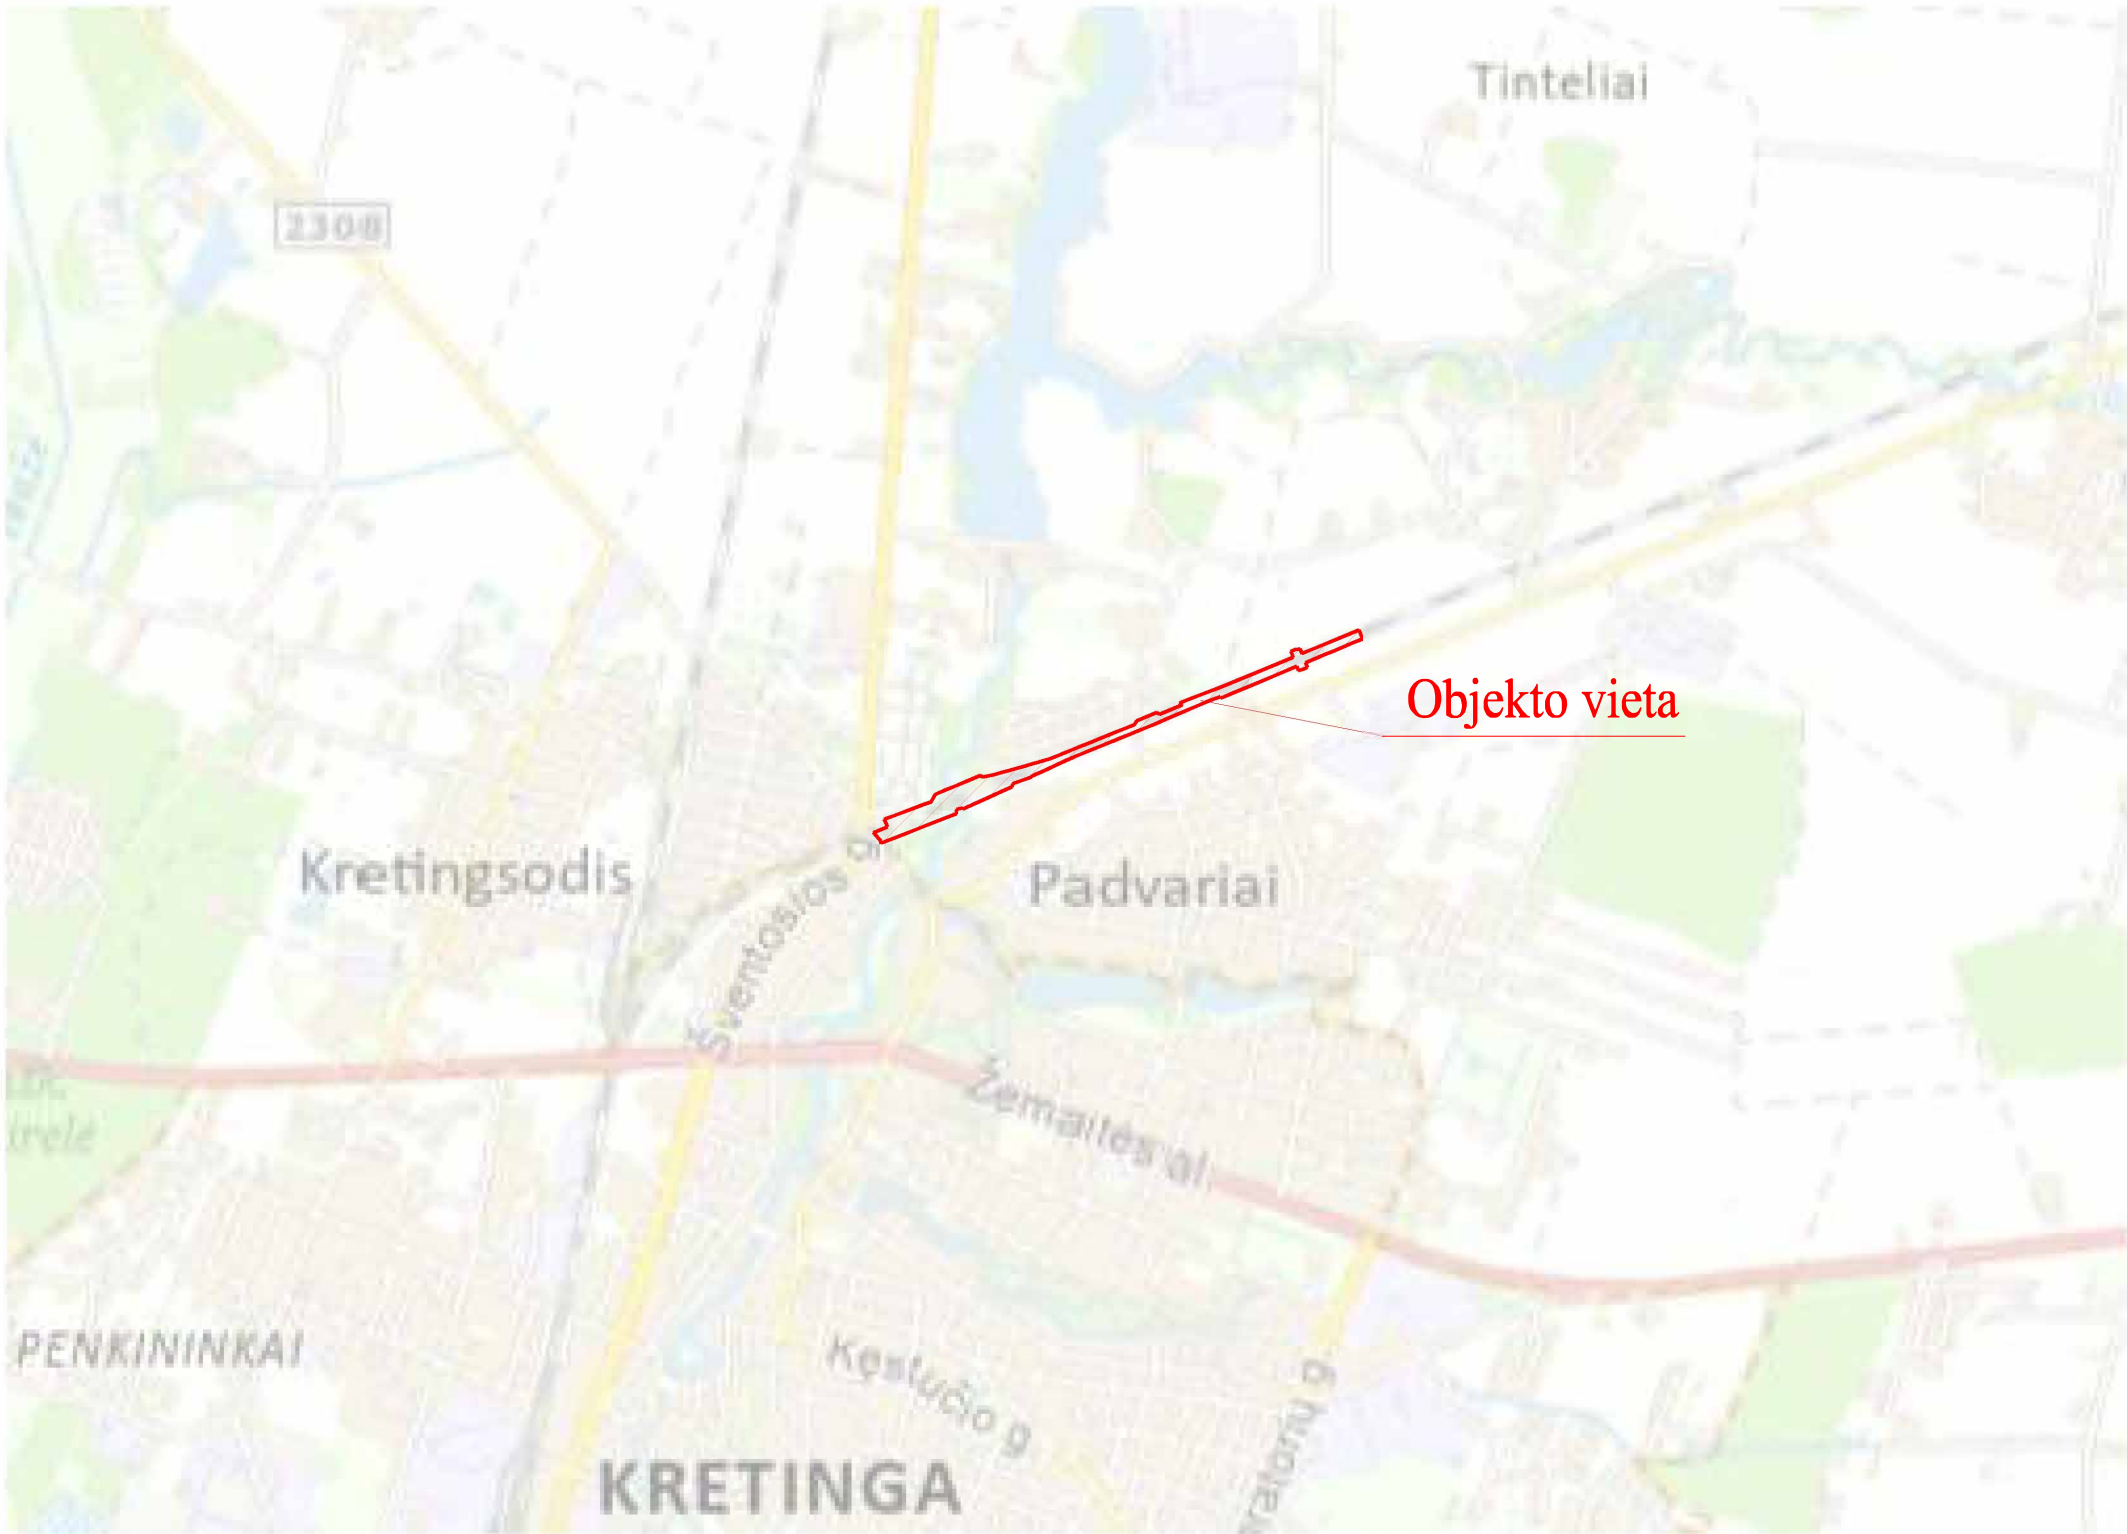 Tinteliai
2308
Objekto vieta
Kretingsodis
Šventosios g
Padvariai
Žemaitės al.
PENKININKAI
Kęstučio g
KRETINGA